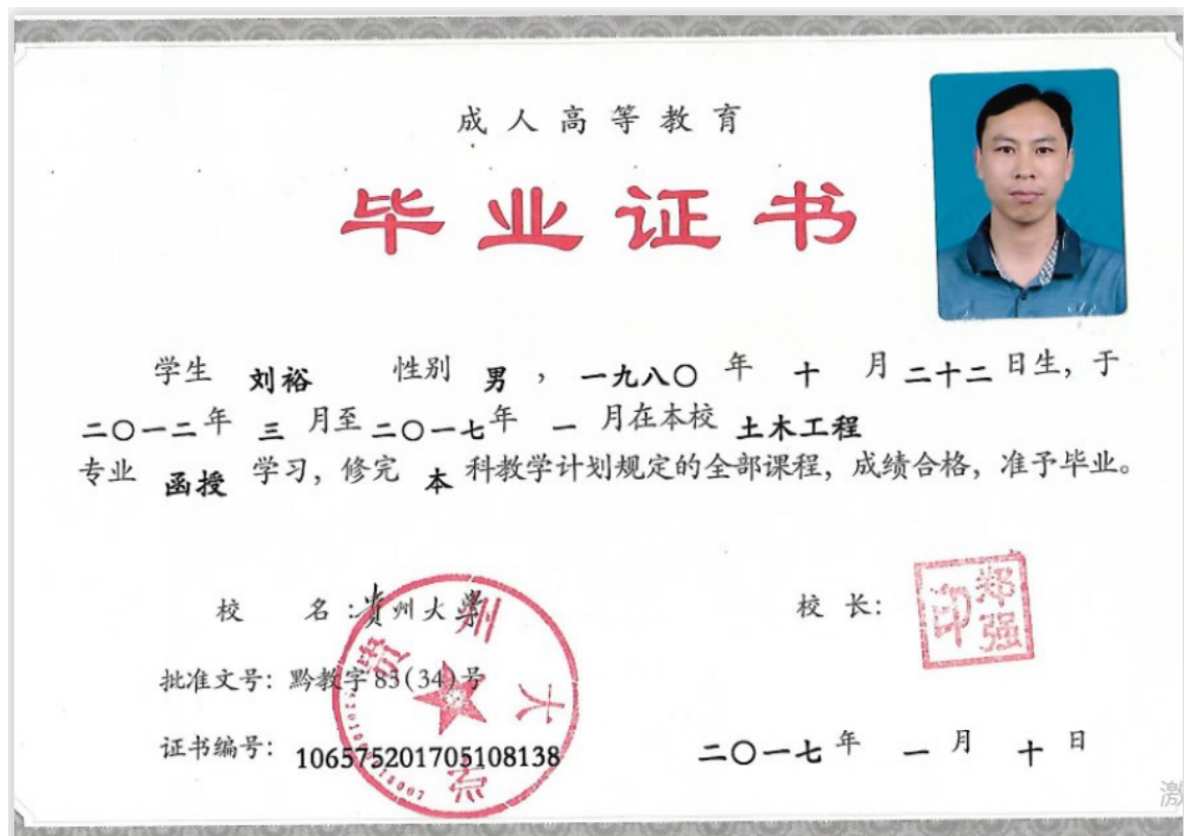 成人高等教育
毕业证书
学生 刘裕 性别 男 ， 一九八〇 年 十 月 二十二 日生，于
二〇一二年 三 月至 二〇一七年 一 月在本校 土木工程
专业 函授 学习，修完 本 科教学计划规定的全部课程，成绩合格，准予毕业。
校 名：贵州大学
校 长：
郑强印
批准文号：黔教字83(34)号
贵州大学
证书编号：106575201705108138
二〇一七年 一 月 十 日
激